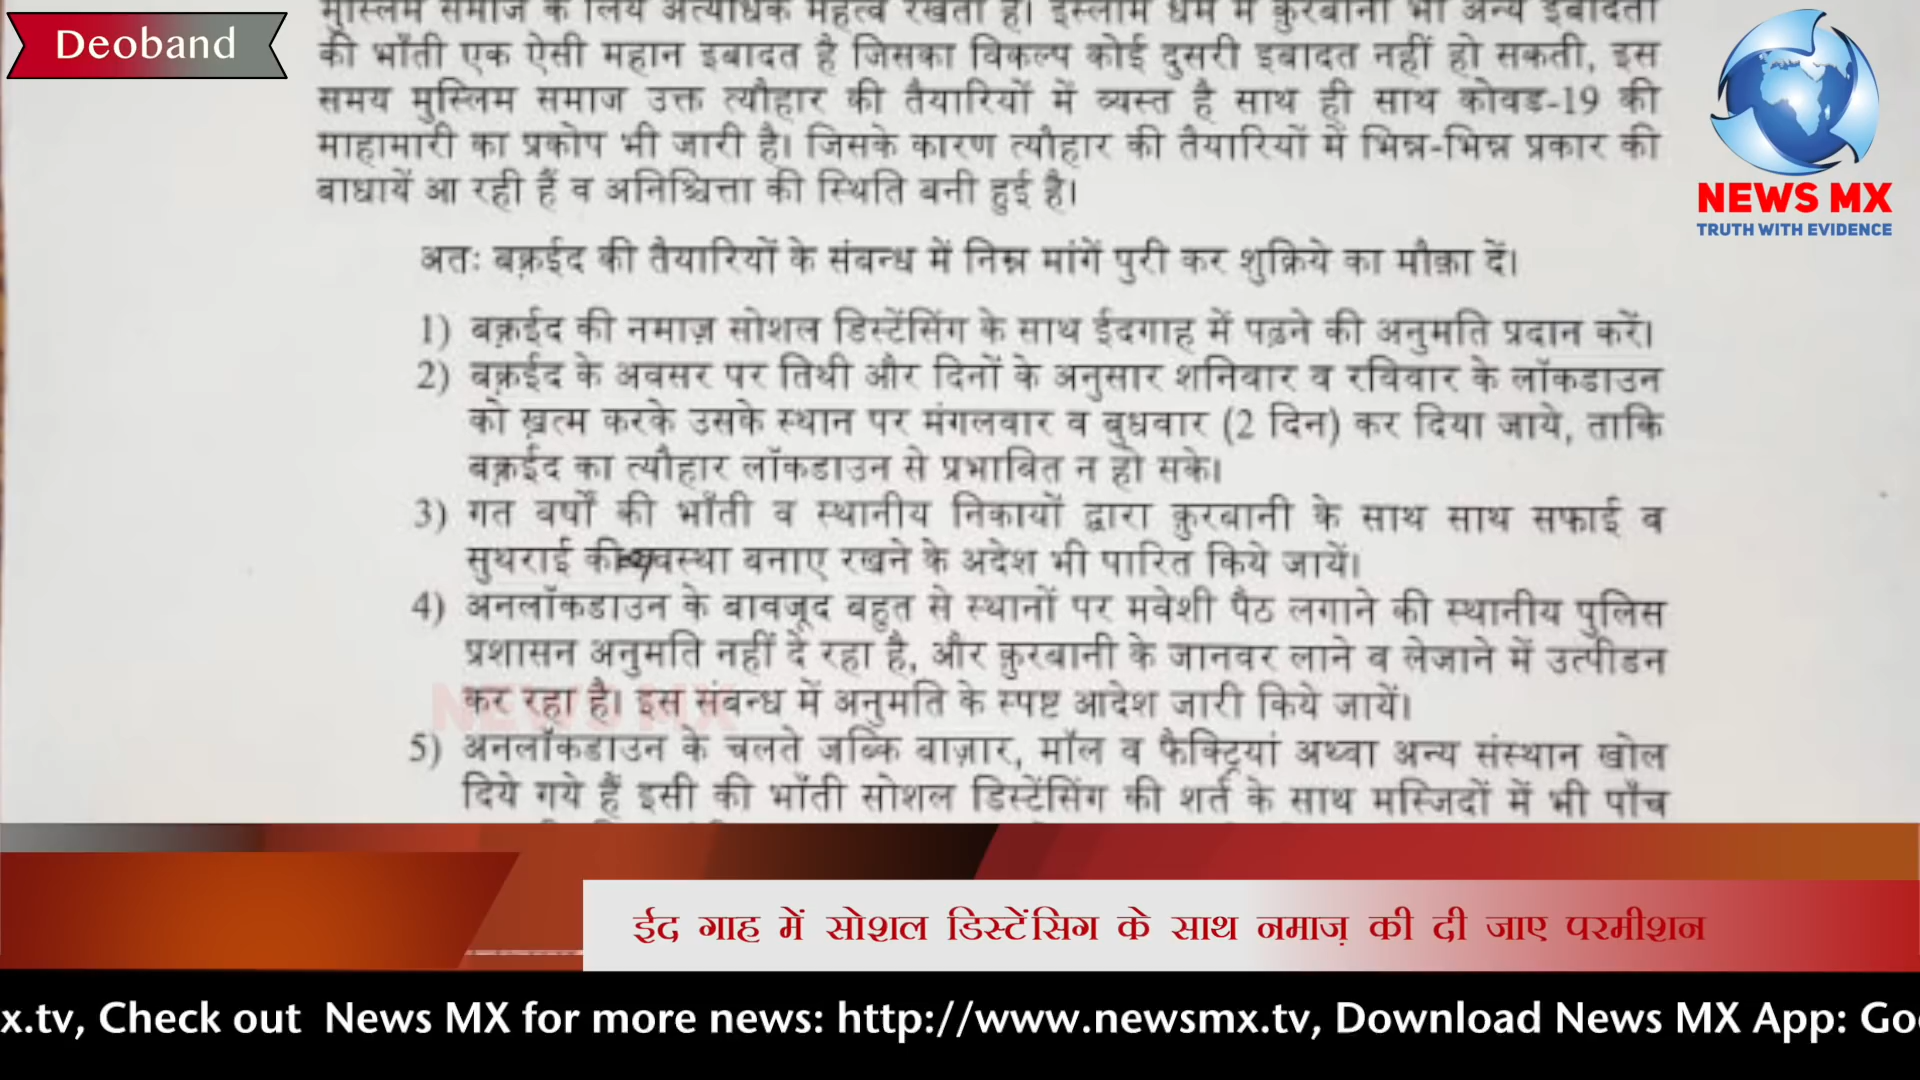 Deoband
मुस्लिम समाज के लिये अत्याधिक महत्व रखता है। इस्लाम धर्म में क़ुरबानी भी अन्य इबादतों
की भाँती एक ऐसी महान इबादत है जिसका विकल्प कोई दुसरी इबादत नहीं हो सकती, इस
समय मुस्लिम समाज उक्त त्यौहार की तैयारियों में व्यस्त है साथ ही साथ कोवड-19 की
माहामारी का प्रकोप भी जारी है। जिसके कारण त्यौहार की तैयारियों में भिन्न-भिन्न प्रकार की
बाधायें आ रही हैं व अनिश्चित्ता की स्थिति बनी हुई है।
NEWS MX
TRUTH WITH EVIDENCE
अतः बक़्रईद की तैयारियों के संबन्ध में निम्न मांगें पुरी कर शुक्रिये का मौक़ा दें।
1) बक़्रईद की नमाज़ सोशल डिस्टेंसिंग के साथ ईदगाह में पढ़ने की अनुमति प्रदान करें।
2) बक़्रईद के अवसर पर तिथी और दिनों के अनुसार शनिवार व रविवार के लॉकडाउन
को ख़त्म करके उसके स्थान पर मंगलवार व बुधवार (2 दिन) कर दिया जाये, ताकि
बक़्रईद का त्यौहार लॉकडाउन से प्रभाबित न हो सके।
3) गत वर्षों की भाँती व स्थानीय निकायों द्वारा क़ुरबानी के साथ साथ सफाई व
सुथराई की व्यवस्था बनाए रखने के अदेश भी पारित किये जायें।
4) अनलॉकडाउन के बावजूद बहुत से स्थानों पर मवेशी पैठ लगाने की स्थानीय पुलिस
प्रशासन अनुमति नहीं दे रहा है, और क़ुरबानी के जानवर लाने व लेजाने में उत्पीडन
कर रहा है। इस संबन्ध में अनुमति के स्पष्ट आदेश जारी किये जायें।
NEWS MX
5) अनलॉकडाउन के चलते जब्कि बाज़ार, मॉल व फैक्ट्रियां अथ्वा अन्य संस्थान खोल
दिये गये हैं इसी की भाँती सोशल डिस्टेंसिंग की शर्त के साथ मस्जिदों में भी पाँच
ईद गाह में सोशल डिस्टेंसिग के साथ नमाज़ की दी जाए परमीशन
x.tv, Check out News MX for more news: http://www.newsmx.tv, Download News MX App: Goo